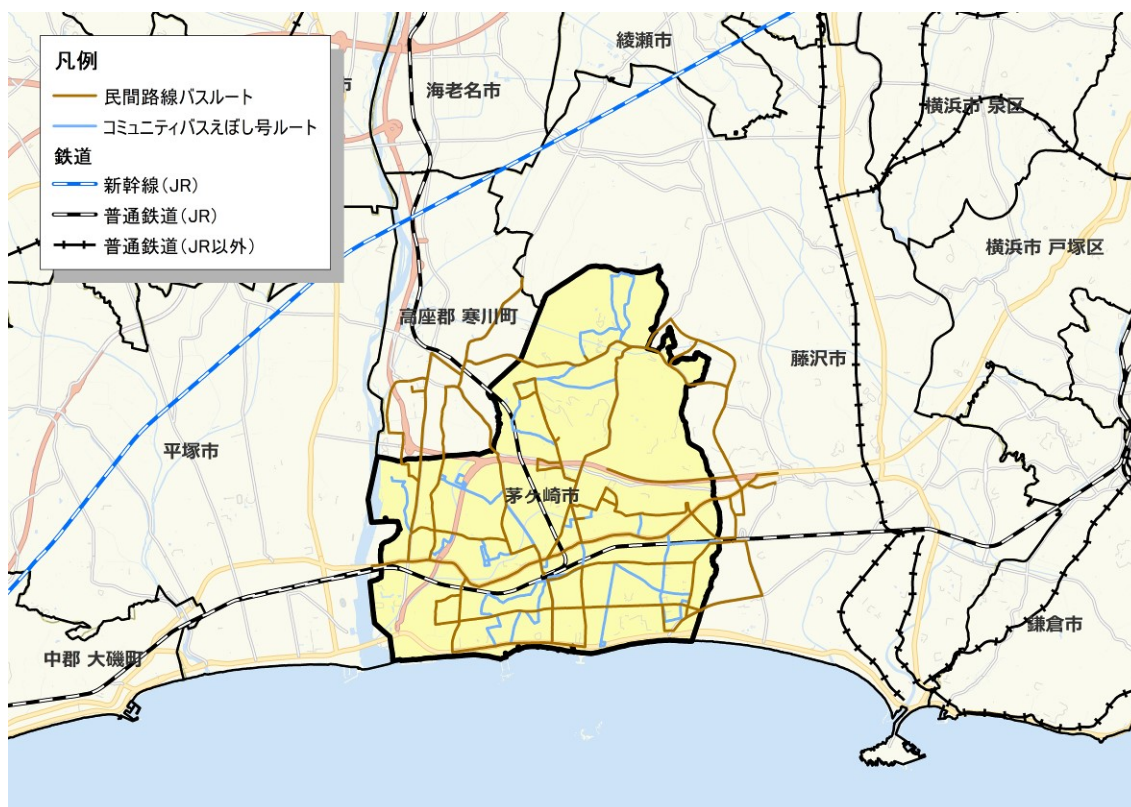 凡例
民間路線バスルート
コミュニティバスえぼし号ルート
鉄道
新幹線(JR)
普通鉄道(JR)
普通鉄道(JR以外)
市
綾瀬市
海老名市
横浜市 泉区
横浜市 戸塚区
高座郡 寒川町
藤沢市
平塚市
茅ケ崎市
鎌倉市
中郡 大磯町